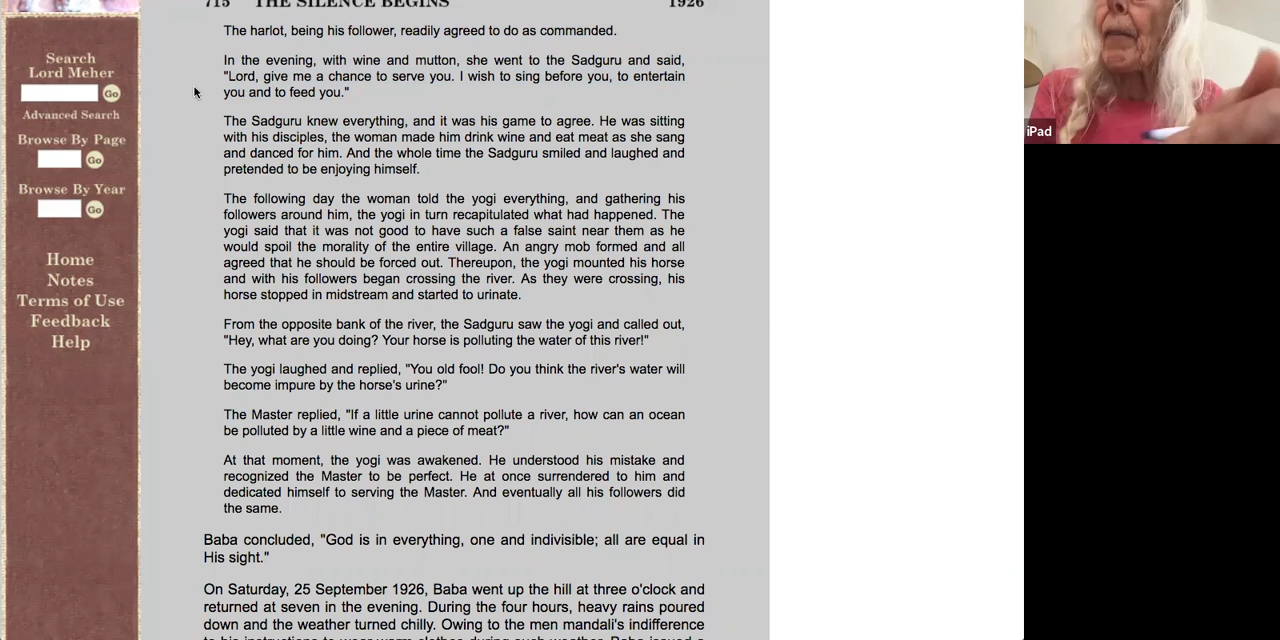 715 THE SILENCE BEGINS 1926
The harlot, being his follower, readily agreed to do as commanded.
In the evening, with wine and mutton, she went to the Sadguru and said,
"Lord, give me a chance to serve you. I wish to sing before you, to entertain
you and to feed you."
The Sadguru knew everything, and it was his game to agree. He was sitting
with his disciples, the woman made him drink wine and eat meat as she sang
and danced for him. And the whole time the Sadguru smiled and laughed and
pretended to be enjoying himself.
The following day the woman told the yogi everything, and gathering his
followers around him, the yogi in turn recapitulated what had happened. The
yogi said that it was not good to have such a false saint near them as he
would spoil the morality of the entire village. An angry mob formed and all
agreed that he should be forced out. Thereupon, the yogi mounted his horse
and with his followers began crossing the river. As they were crossing, his
horse stopped in midstream and started to urinate.
From the opposite bank of the river, the Sadguru saw the yogi and called out,
"Hey, what are you doing? Your horse is polluting the water of this river!"
The yogi laughed and replied, "You old fool! Do you think the river's water will
become impure by the horse's urine?"
The Master replied, "If a little urine cannot pollute a river, how can an ocean
be polluted by a little wine and a piece of meat?"
At that moment, the yogi was awakened. He understood his mistake and
recognized the Master to be perfect. He at once surrendered to him and
dedicated himself to serving the Master. And eventually all his followers did
the same.
Baba concluded, "God is in everything, one and indivisible; all are equal in
His sight."
On Saturday, 25 September 1926, Baba went up the hill at three o'clock and
returned at seven in the evening. During the four hours, heavy rains poured
down and the weather turned chilly. Owing to the men mandali's indifference
to his instructions to wear warm clothes during such weather, Baba issued a
Search
Lord Meher
Go
Advanced Search
Browse By Page
Go
Browse By Year
Go
Home
Notes
Terms of Use
Feedback
Help
iPad